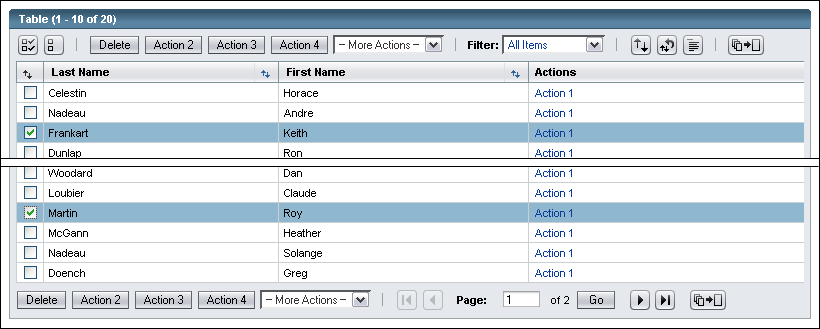 Table (1 - 10 of 20)
Delete Action 2 Action 3 Action 4 – More Actions – Filter: All Items
Last Name First Name Actions
Celestin Horace Action 1
Nadeau Andre Action 1
Frankart Keith Action 1
Dunlap Ron Action 1
Woodard Dan Action 1
Loubier Claude Action 1
Martin Roy Action 1
McGann Heather Action 1
Nadeau Solange Action 1
Doench Greg Action 1
Delete Action 2 Action 3 Action 4 – More Actions – Page: 1 of 2 Go